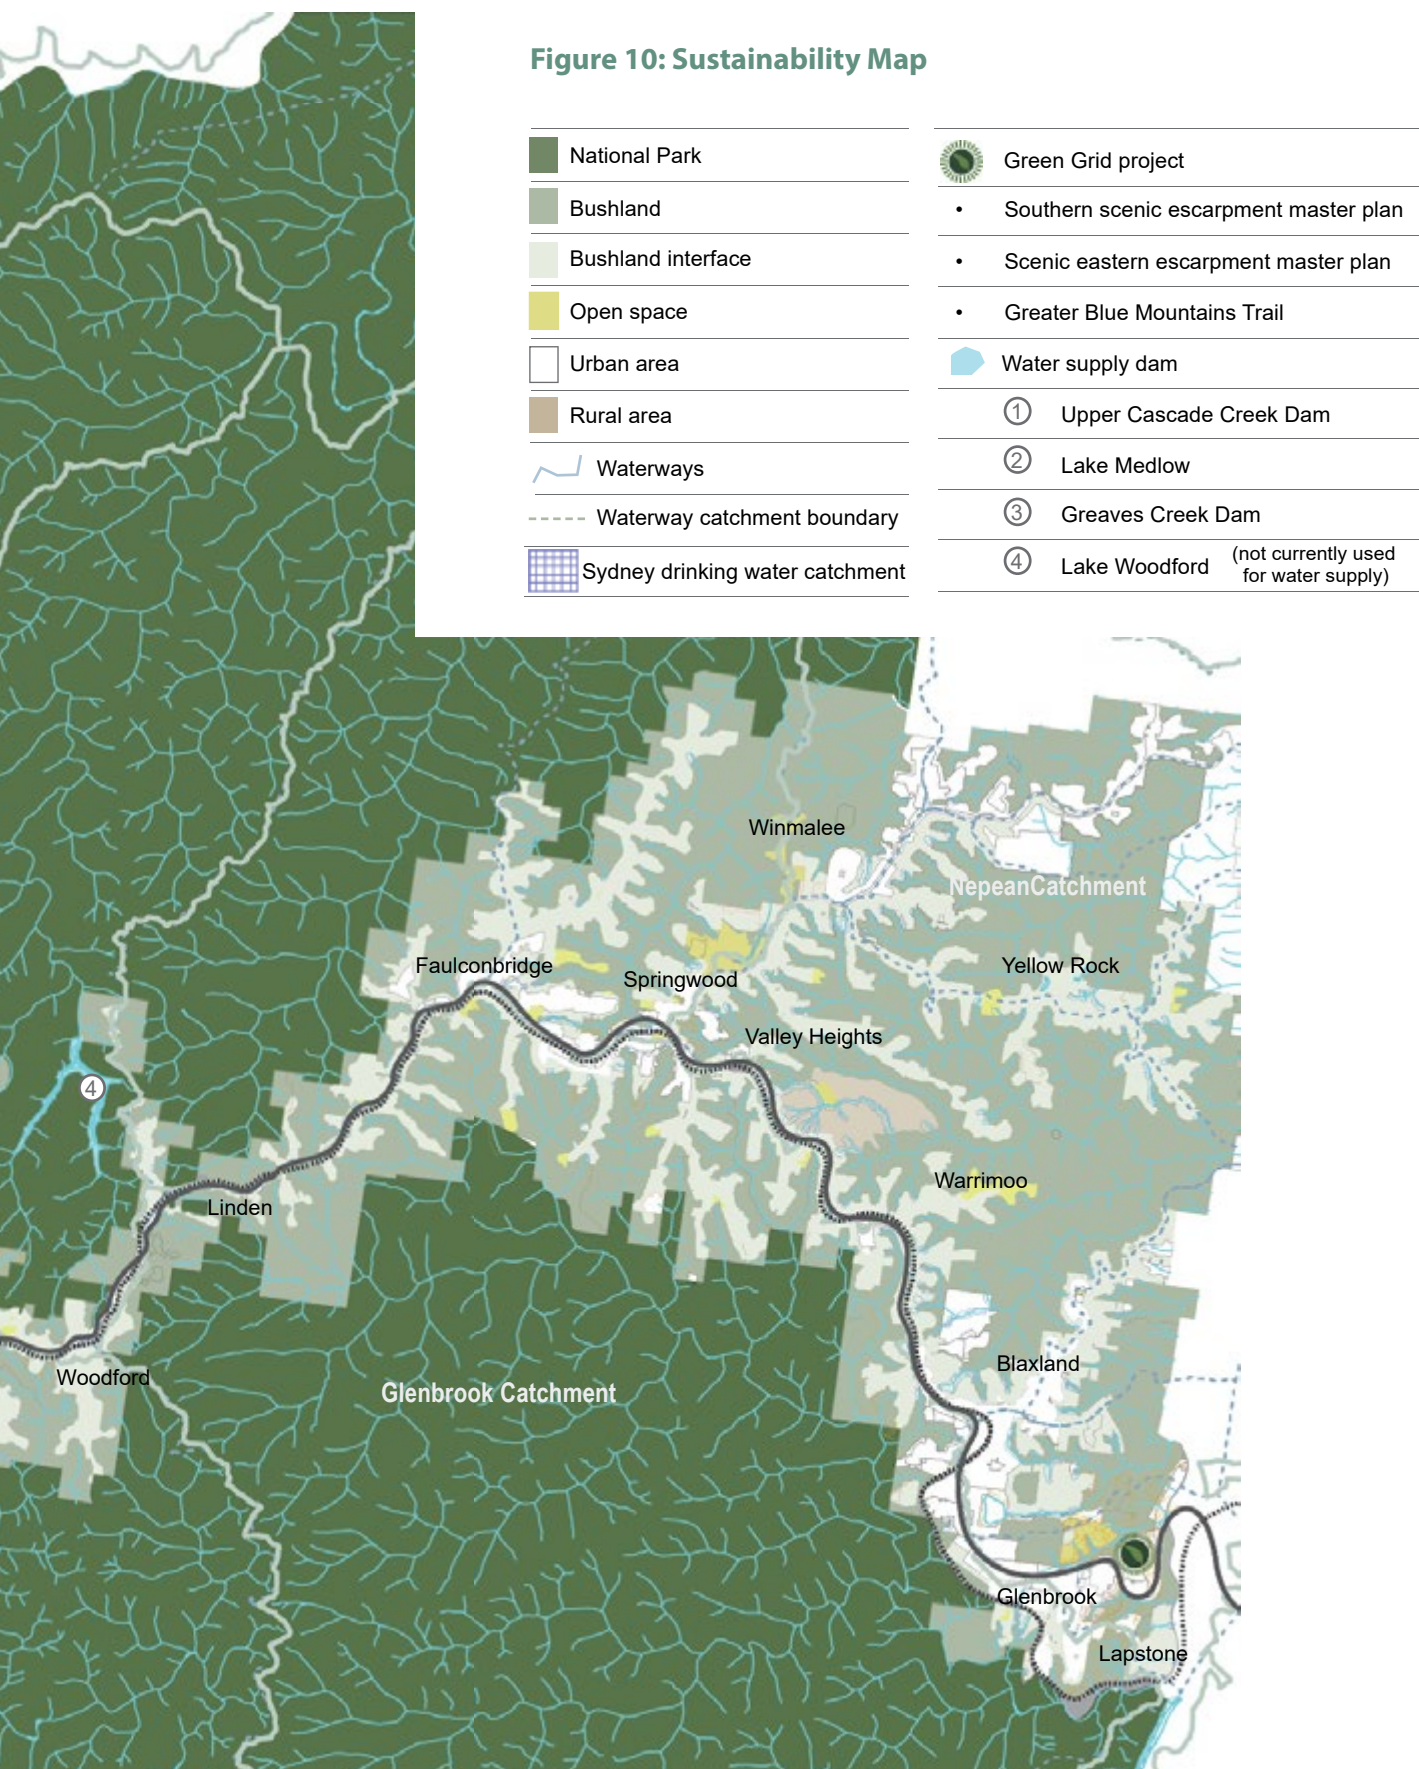 Figure 10: Sustainability Map
National Park
Bushland
Bushland interface
Open space
Urban area
Rural area
Waterways
Waterway catchment boundary
Sydney drinking water catchment
Green Grid project
• Southern scenic escarpment master plan
• Scenic eastern escarpment master plan
• Greater Blue Mountains Trail
Water supply dam
1 Upper Cascade Creek Dam
2 Lake Medlow
3 Greaves Creek Dam
4 Lake Woodford (not currently used
for water supply)
Winmalee
NepeanCatchment
Faulconbridge
Springwood
Yellow Rock
Valley Heights
4
Warrimoo
Linden
Blaxland
Woodford
Glenbrook Catchment
Glenbrook
Lapstone